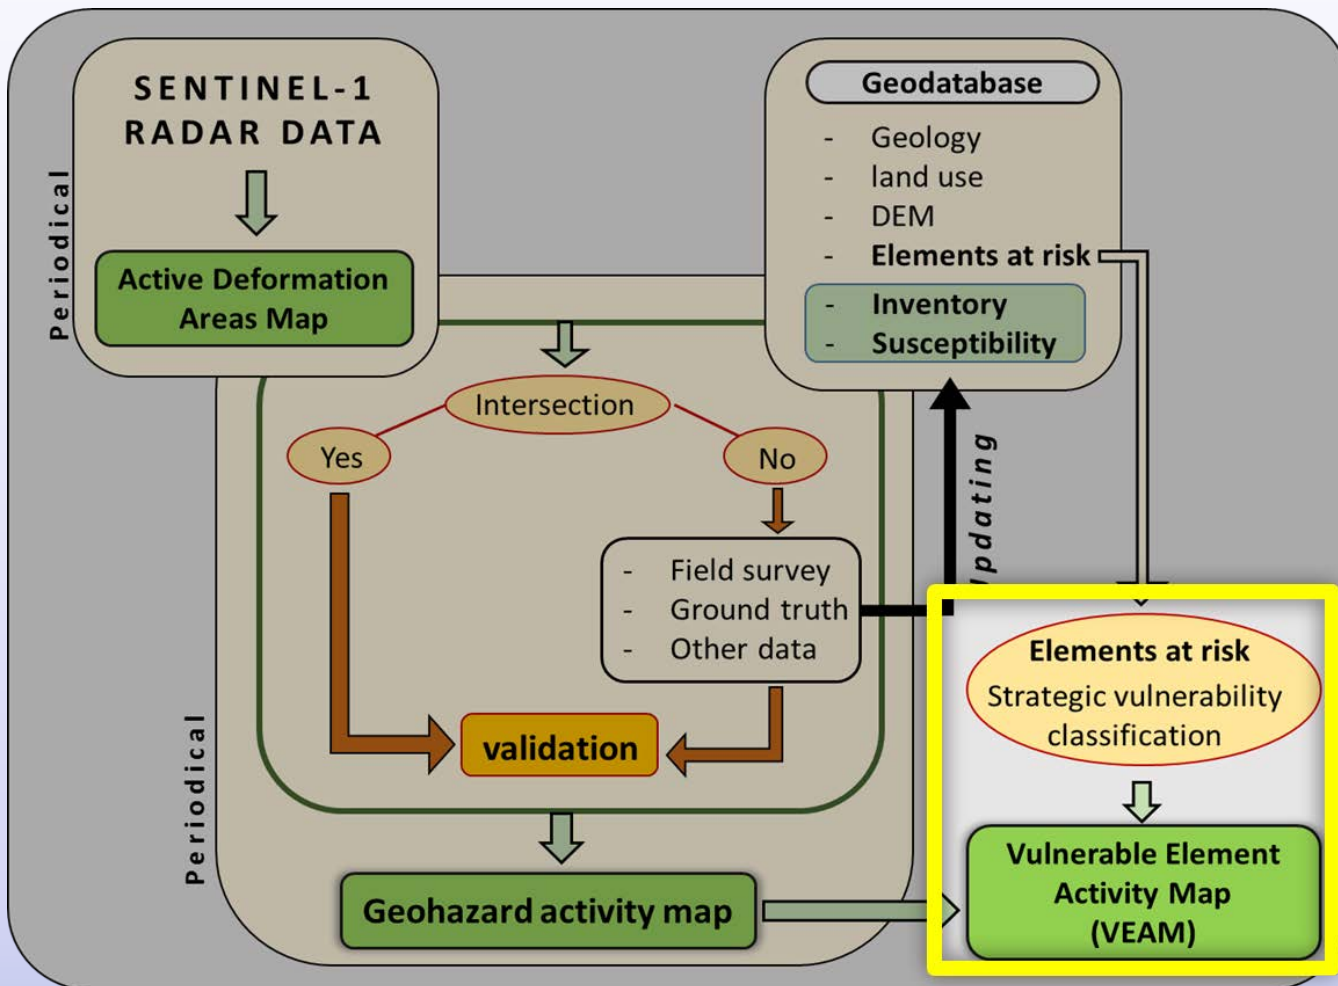 SENTINEL-1
RADAR DATA
Periodical
Active Deformation
Areas Map
Geodatabase
- Geology
- land use
- DEM
- Elements at risk
- Inventory
- Susceptibility
Intersection
Yes
No
- Field survey
- Ground truth
- Other data
Updating
validation
Periodical
Geohazard activity map
Elements at risk
Strategic vulnerability
classification
Vulnerable Element
Activity Map
(VEAM)